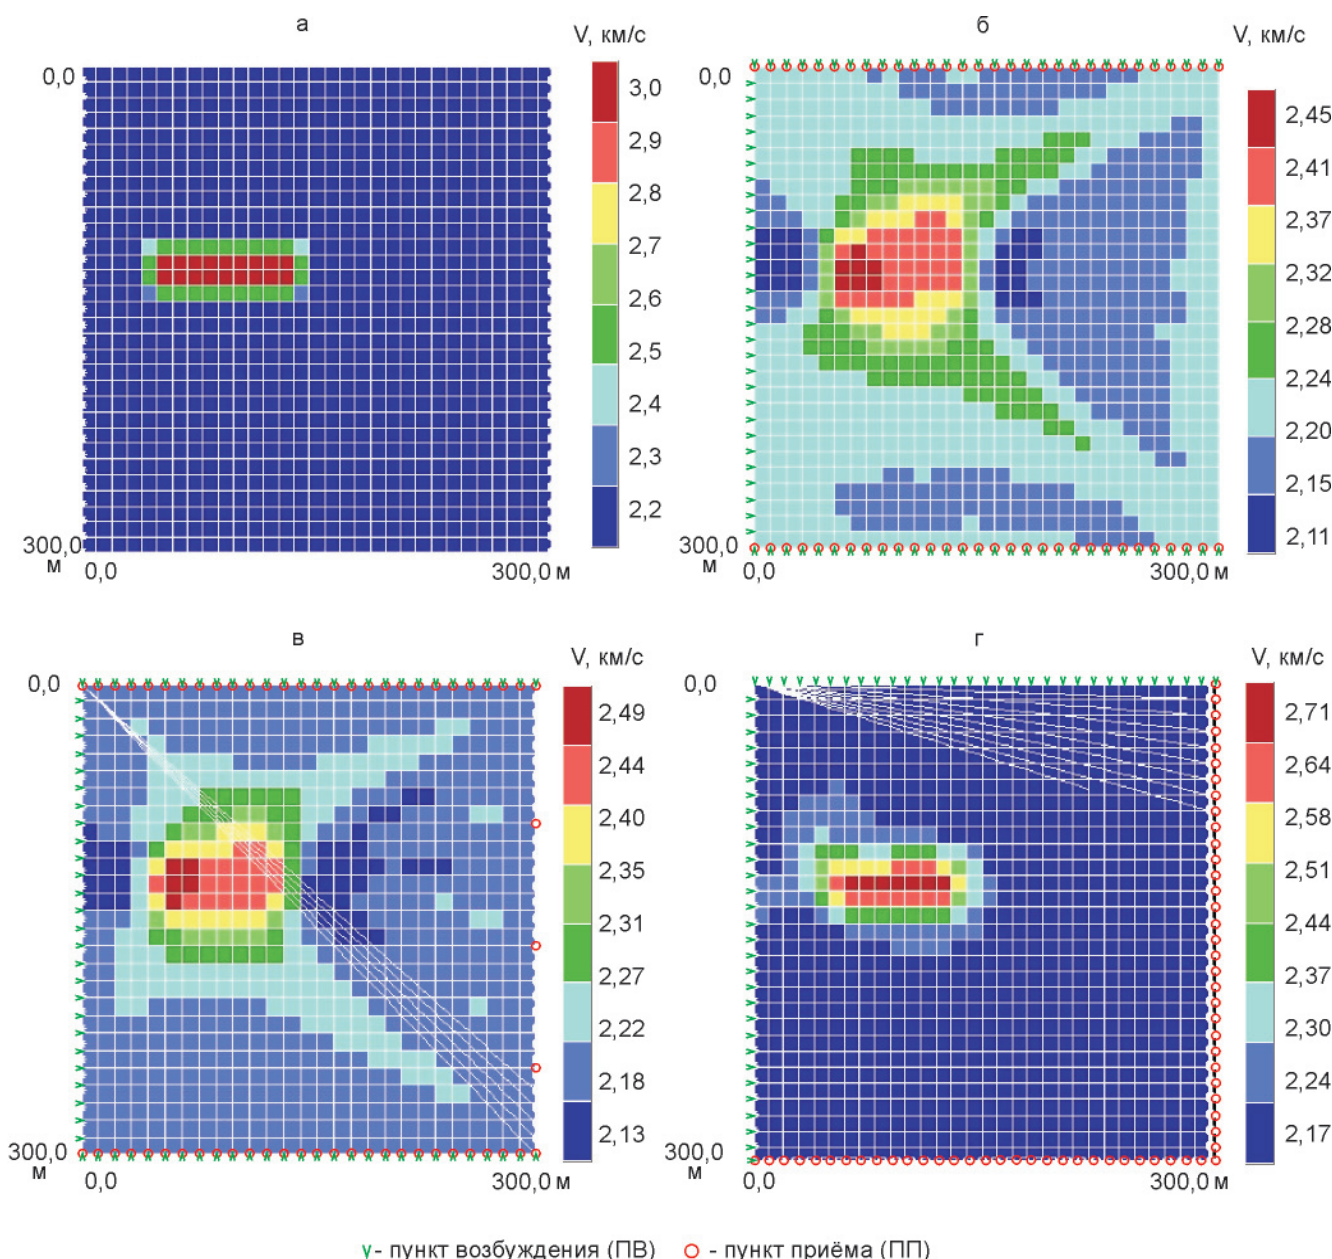 а
V, км/с
0,0
3,0
2,9
2,8
2,7
2,6
2,5
2,4
2,3
2,2
300,0
м
0,0
300,0 м
б
V, км/с
0,0
2,45
2,41
2,37
2,32
2,28
2,24
2,20
2,15
2,11
300,0
м
0,0
300,0 м
в
V, км/с
0,0
2,49
2,44
2,40
2,35
2,31
2,27
2,22
2,18
2,13
300,0
м
0,0
300,0 м
г
V, км/с
0,0
2,71
2,64
2,58
2,51
2,44
2,37
2,30
2,24
2,17
300,0
м
0,0
300,0 м
- пункт возбуждения (ПВ)
- пункт приёма (ПП)